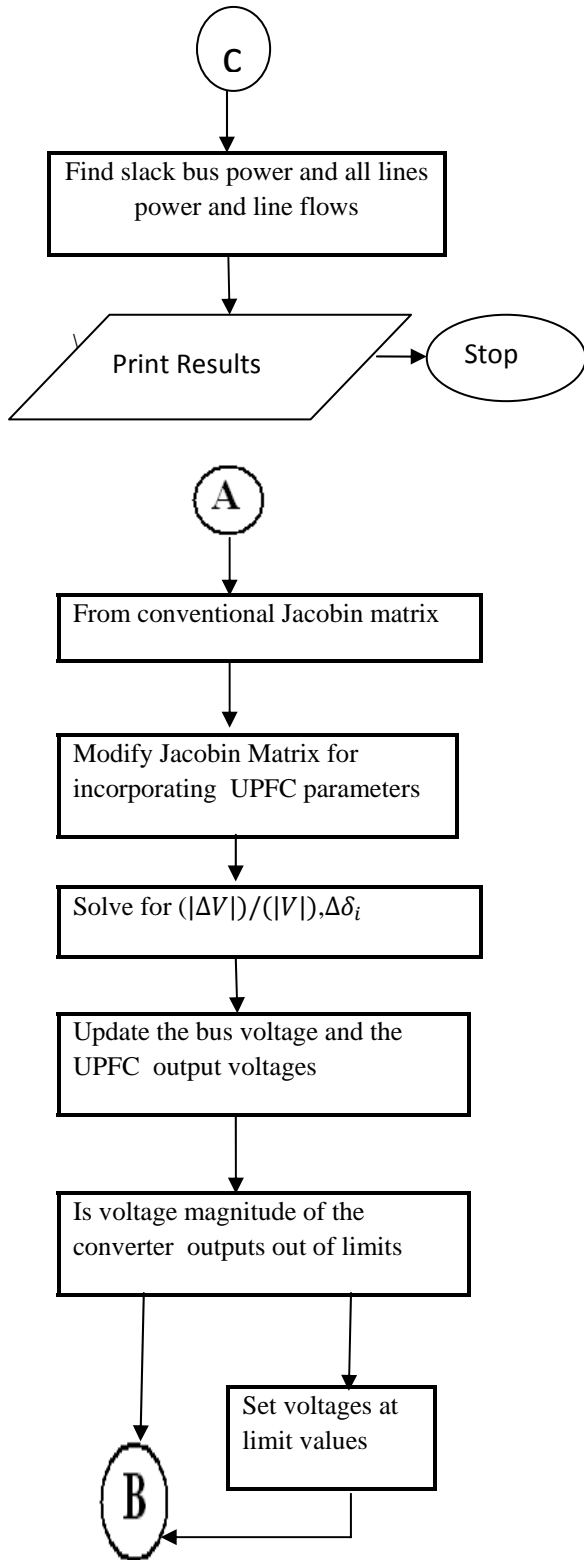 C
Find slack bus power and all lines
power and line flows
Print Results
Stop
A
From conventional Jacobin matrix
Modify Jacobin Matrix for
incorporating UPFC parameters
Solve for (|ΔV|)/(|V|),Δδᵢ
Update the bus voltage and the
UPFC output voltages
Is voltage magnitude of the
converter outputs out of limits
Set voltages at
limit values
B